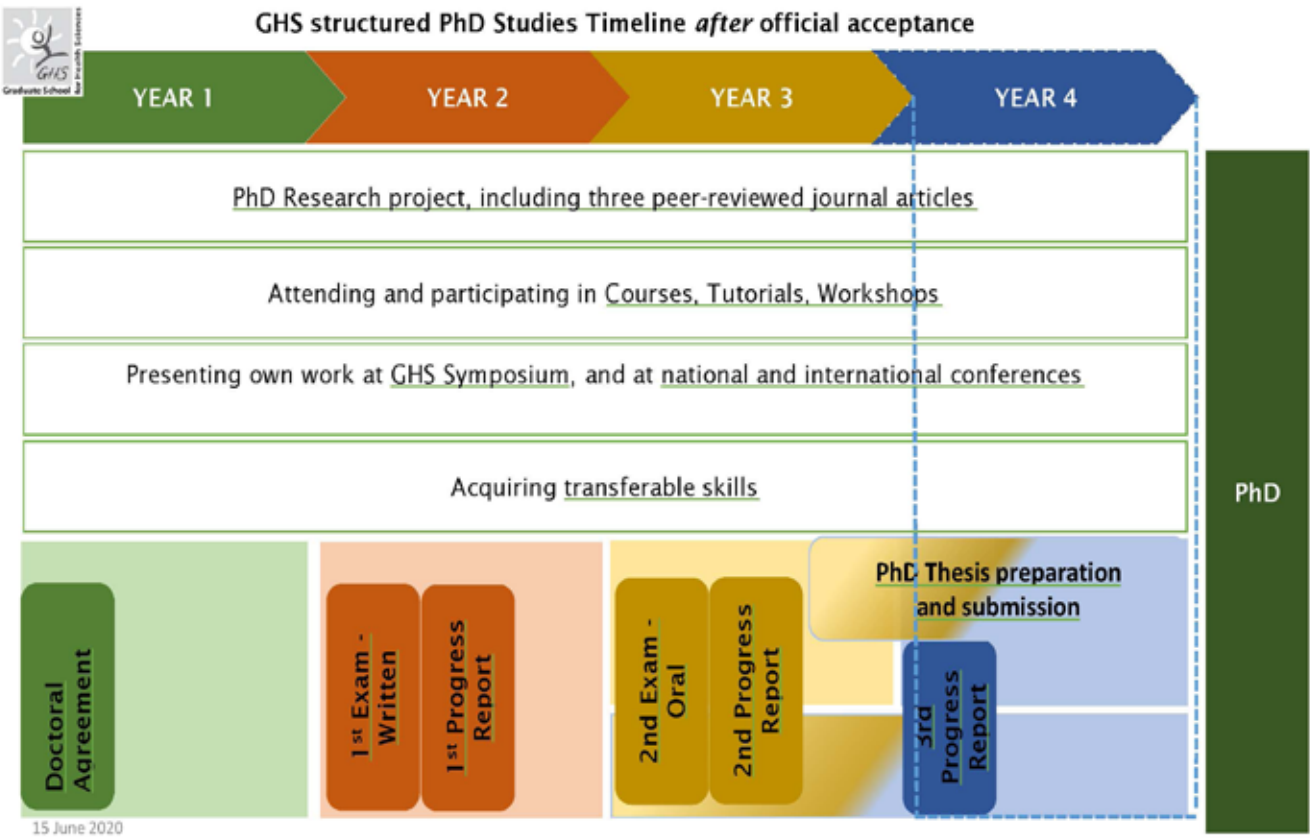 GHS structured PhD Studies Timeline after official acceptance
GHS
Graduate School
for Health Sciences
YEAR 1
YEAR 2
YEAR 3
YEAR 4
PhD Research project, including three peer-reviewed journal articles
Attending and participating in Courses, Tutorials, Workshops
Presenting own work at GHS Symposium, and at national and international conferences
Acquiring transferable skills
PhD
PhD Thesis preparation
and submission
Doctoral
Agreement
1st Exam -
Written
1st Progress
Report
2nd Exam -
Oral
2nd Progress
Report
3rd
Progress
Report
15 June 2020